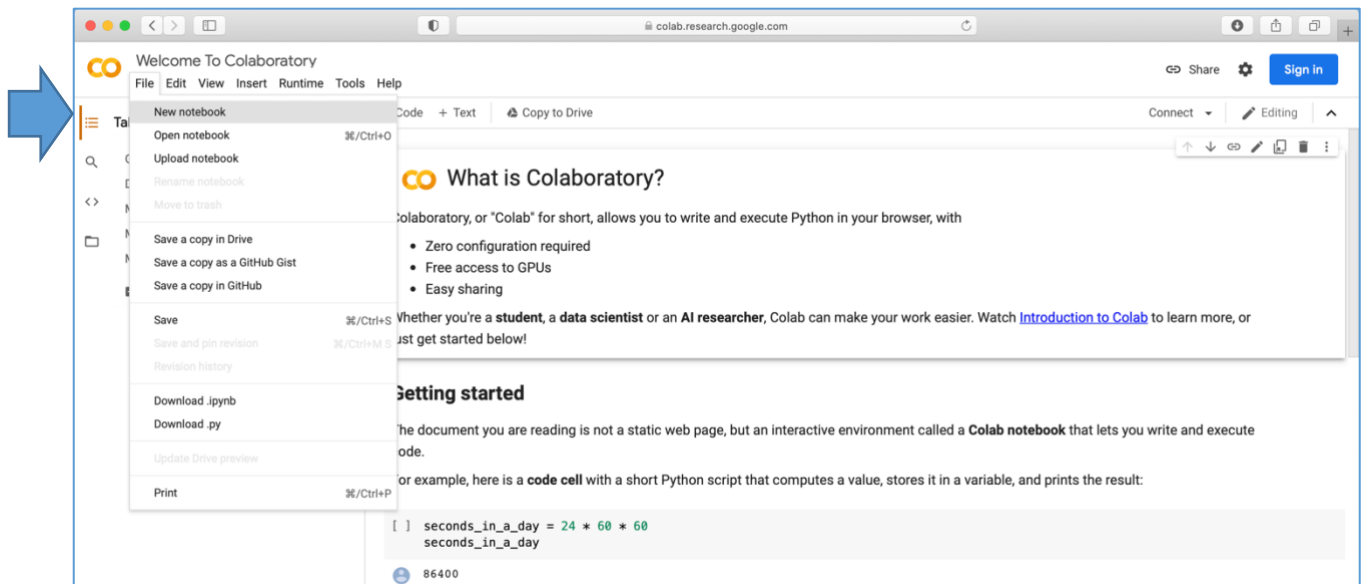 colab.research.google.com
Welcome To Colaboratory
File Edit View Insert Runtime Tools Help
Share
Sign in
New notebook
Open notebook ⌘/Ctrl+O
Upload notebook
Rename notebook
Move to trash
Save a copy in Drive
Save a copy as a GitHub Gist
Save a copy in GitHub
Save ⌘/Ctrl+S
Save and pin revision ⌘/Ctrl+M S
Revision history
Download .ipynb
Download .py
Update Drive preview
Print ⌘/Ctrl+P
Code + Text Copy to Drive
Connect Editing
CO What is Colaboratory?
Colaboratory, or "Colab" for short, allows you to write and execute Python in your browser, with
• Zero configuration required
• Free access to GPUs
• Easy sharing
Whether you're a student, a data scientist or an AI researcher, Colab can make your work easier. Watch Introduction to Colab to learn more, or
just get started below!
Getting started
The document you are reading is not a static web page, but an interactive environment called a Colab notebook that lets you write and execute
code.
For example, here is a code cell with a short Python script that computes a value, stores it in a variable, and prints the result:
[ ] seconds_in_a_day = 24 * 60 * 60
seconds_in_a_day
86400